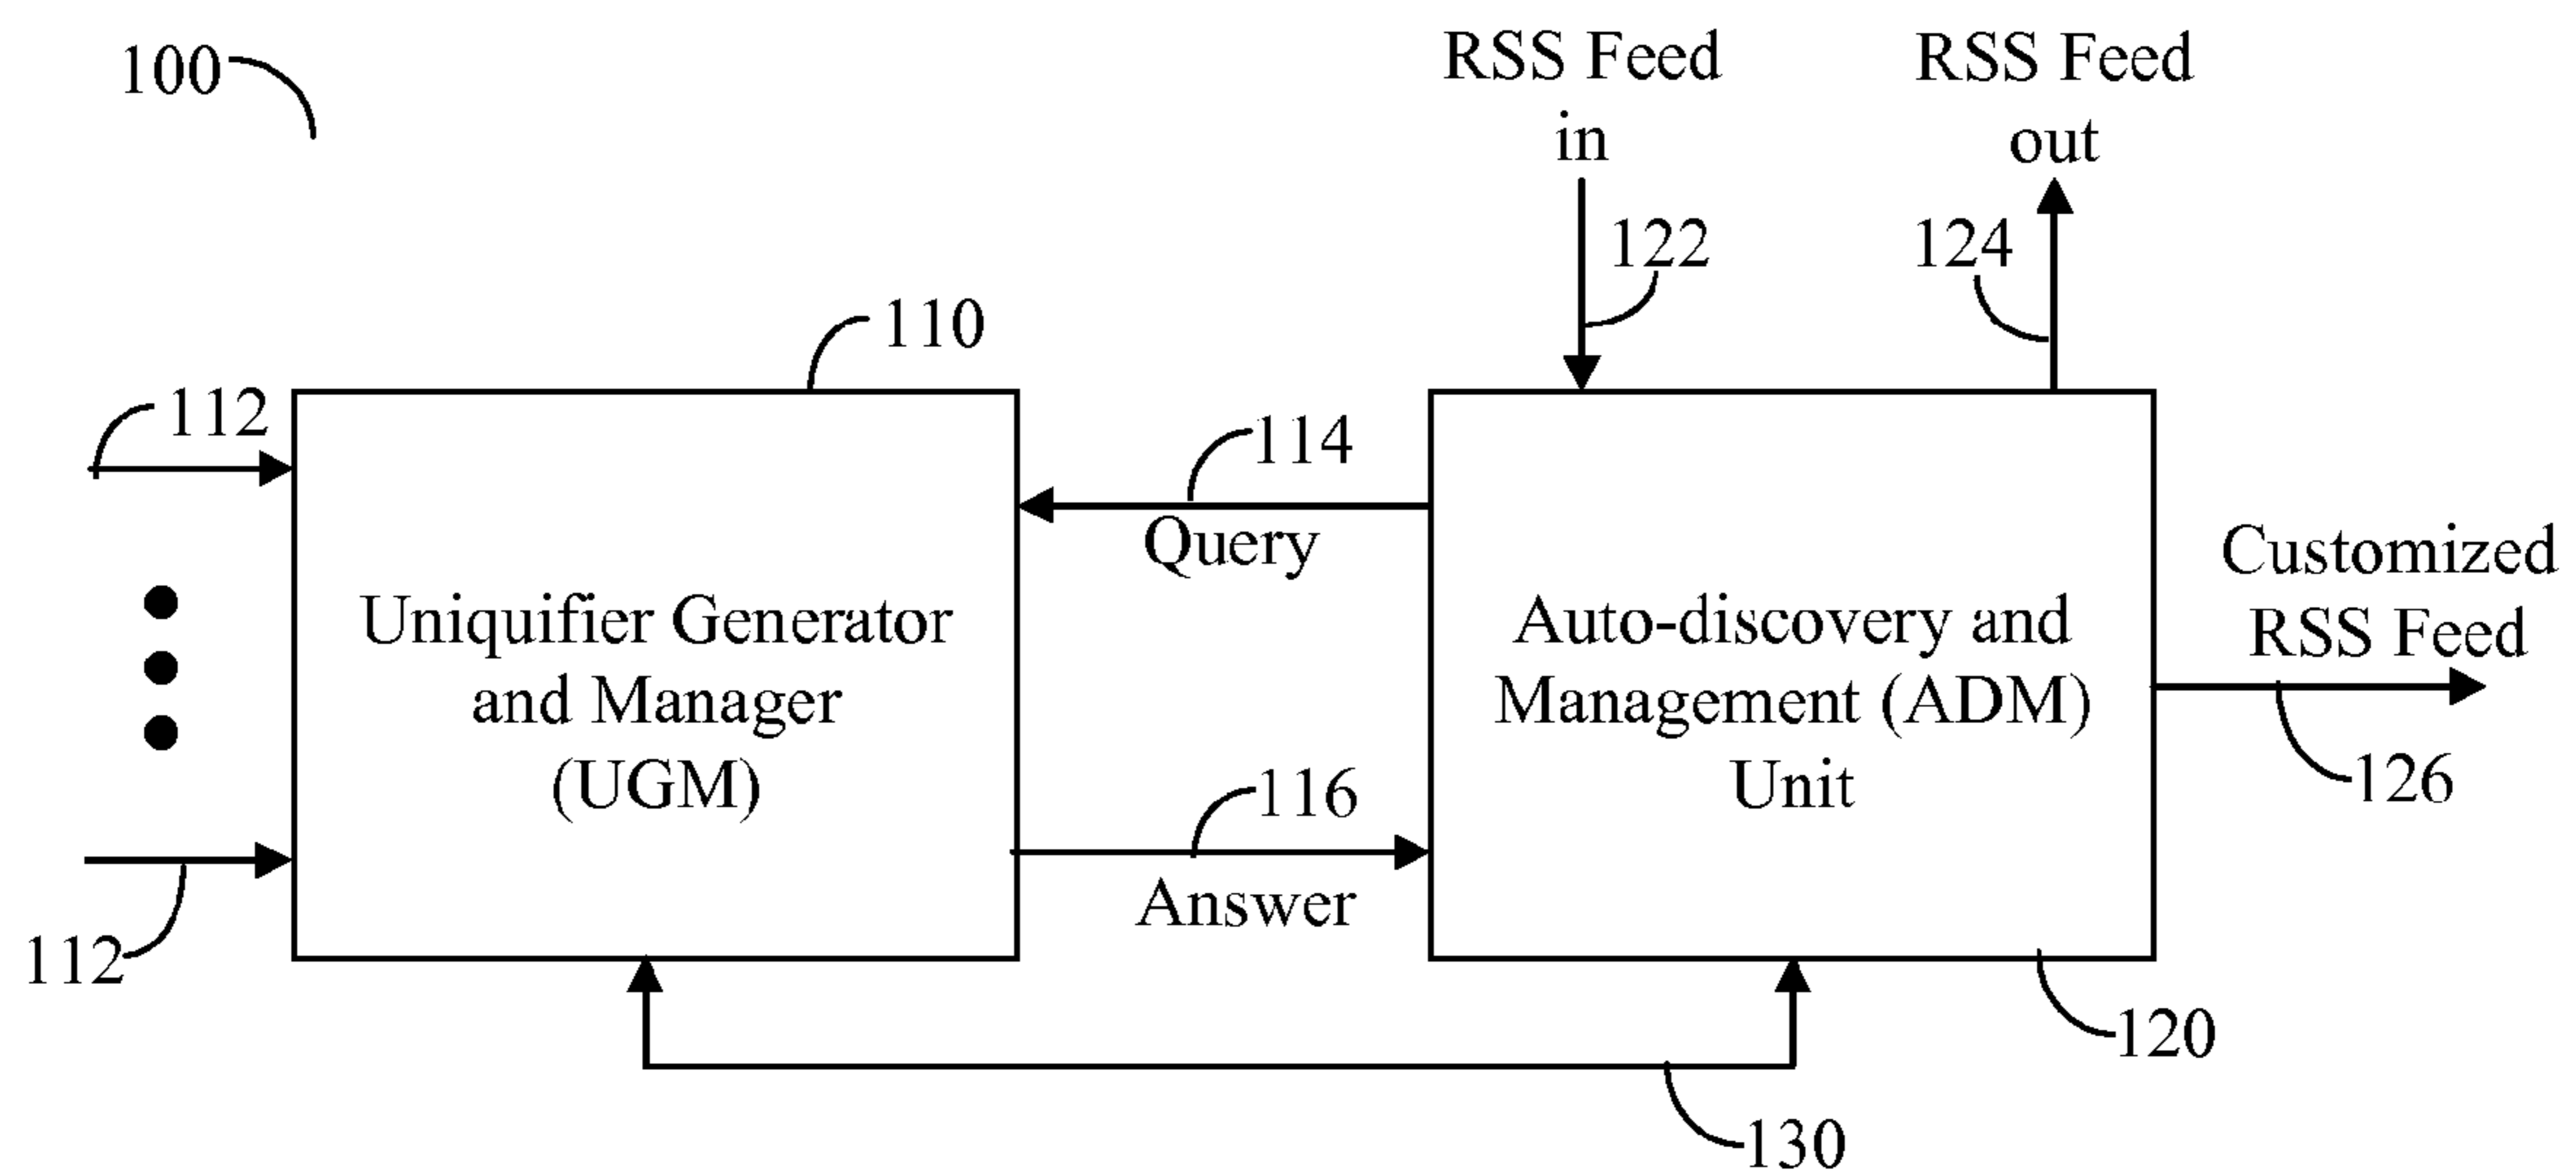 100
RSS Feed
in
RSS Feed
out
122
124
110
112
114
Query
Customized
RSS Feed
Uniquifier Generator
and Manager
(UGM)
Auto-discovery and
Management (ADM)
Unit
126
116
Answer
112
120
130